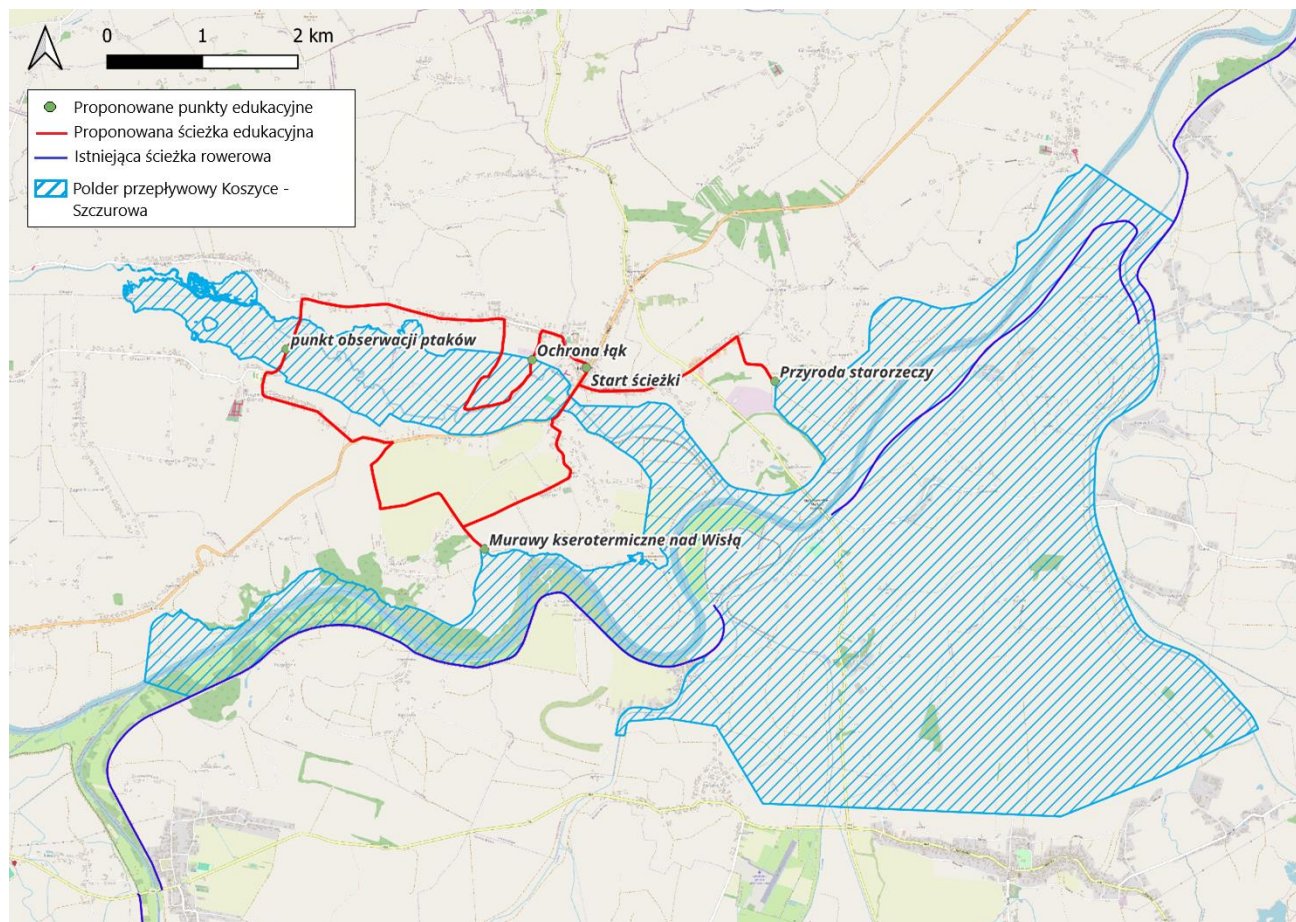 0 1 2 km
Proponowane punkty edukacyjne
Proponowana ścieżka edukacyjna
Istniejąca ścieżka rowerowa
Polder przepływowy Koszyce -
Szczurowa
punkt obserwacji ptaków
Ochrona łąk
Start ścieżki
Przyroda starorzeczy
Murawy kserotermiczne nad Wisłą